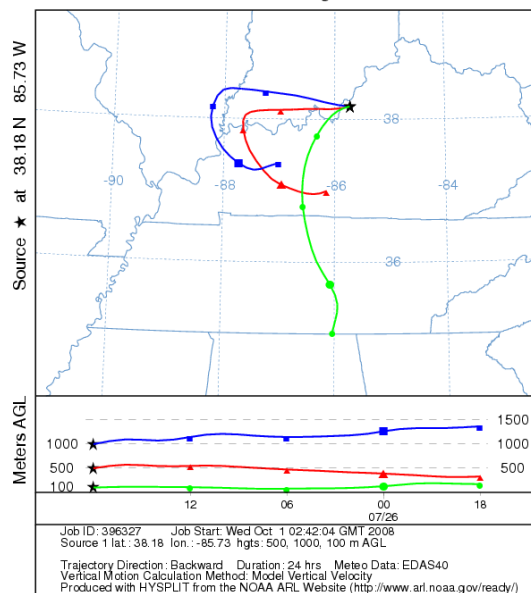 Source ★ at 38.18 N 85.73 W
38
-90
-88
-86
-84
36
Meters AGL
1500
1000
500
500
1000
100
12
06
00
18
07/26
Job ID: 396327 Job Start: Wed Oct 1 02:42:04 GMT 2008
Source 1 lat.: 38.18 lon.: -85.73 hgts: 500, 1000, 100 m AGL
Trajectory Direction: Backward Duration: 24 hrs Meteo Data: EDAS40
Vertical Motion Calculation Method: Model Vertical Velocity
Produced with HYSPLIT from the NOAA ARL Website (http://www.arl.noaa.gov/ready/)